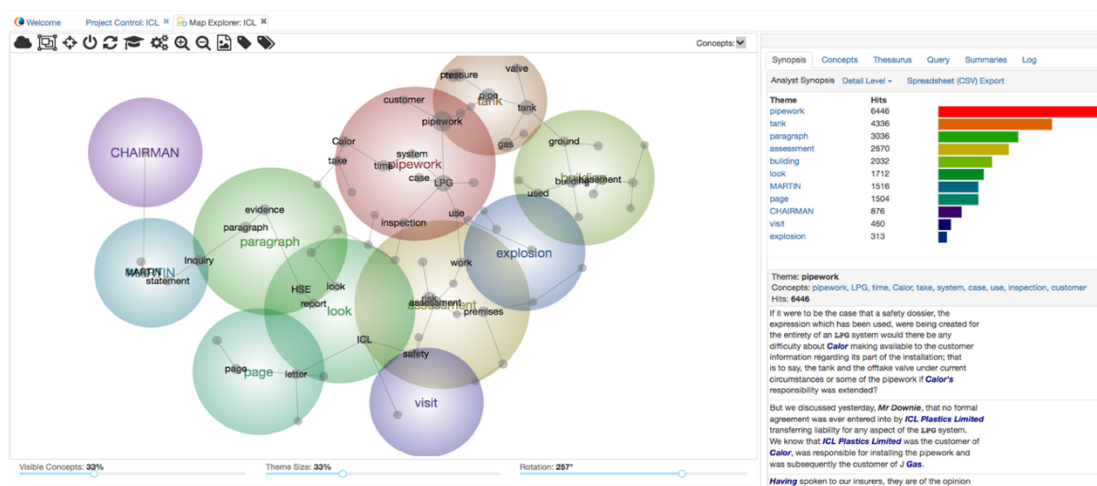 Welcome
Project Control: ICL
Map Explorer: ICL
Concepts:
CHAIRMAN
MARTIN
statement
Inquiry
evidence
paragraph
paragraph
HSE
report
look
look
page
page
letter
ICL
safety
visit
assessment
assessment
risk
premises
work
use
explosion
inspection
customer
pipework
Calor
take
time
system
pipework
case
LPG
pressure
pipe
valve
tank
tank
gas
ground
building
building
basement
used
Visible Concepts: 33%
Theme Size: 33%
Rotation: 257°
Synopsis Concepts Thesaurus Query Summaries Log
Analyst Synopsis Detail Level Spreadsheet (CSV) Export
Theme Hits
pipework 6446
tank 4336
paragraph 3036
assessment 2670
building 2032
look 1712
MARTIN 1516
page 1504
CHAIRMAN 876
visit 460
explosion 313
Theme: pipework
Concepts: pipework, LPG, time, Calor, take, system, case, use, inspection, customer
Hits: 6446
If it were to be the case that a safety dossier, the
expression which has been used, were being created for
the entirety of an LPG system would there be any
difficulty about Calor making available to the customer
information regarding its part of the installation; that
is to say, the tank and the offtake valve under current
circumstances or some of the pipework if Calor's
responsibility was extended?
But we discussed yesterday, Mr Downie, that no formal
agreement was ever entered into by ICL Plastics Limited
transferring liability for any aspect of the LPG system.
We know that ICL Plastics Limited was the customer of
Calor, was responsible for installing the pipework and
was subsequently the customer of J Gas.
Having spoken to our insurers, they are of the opinion